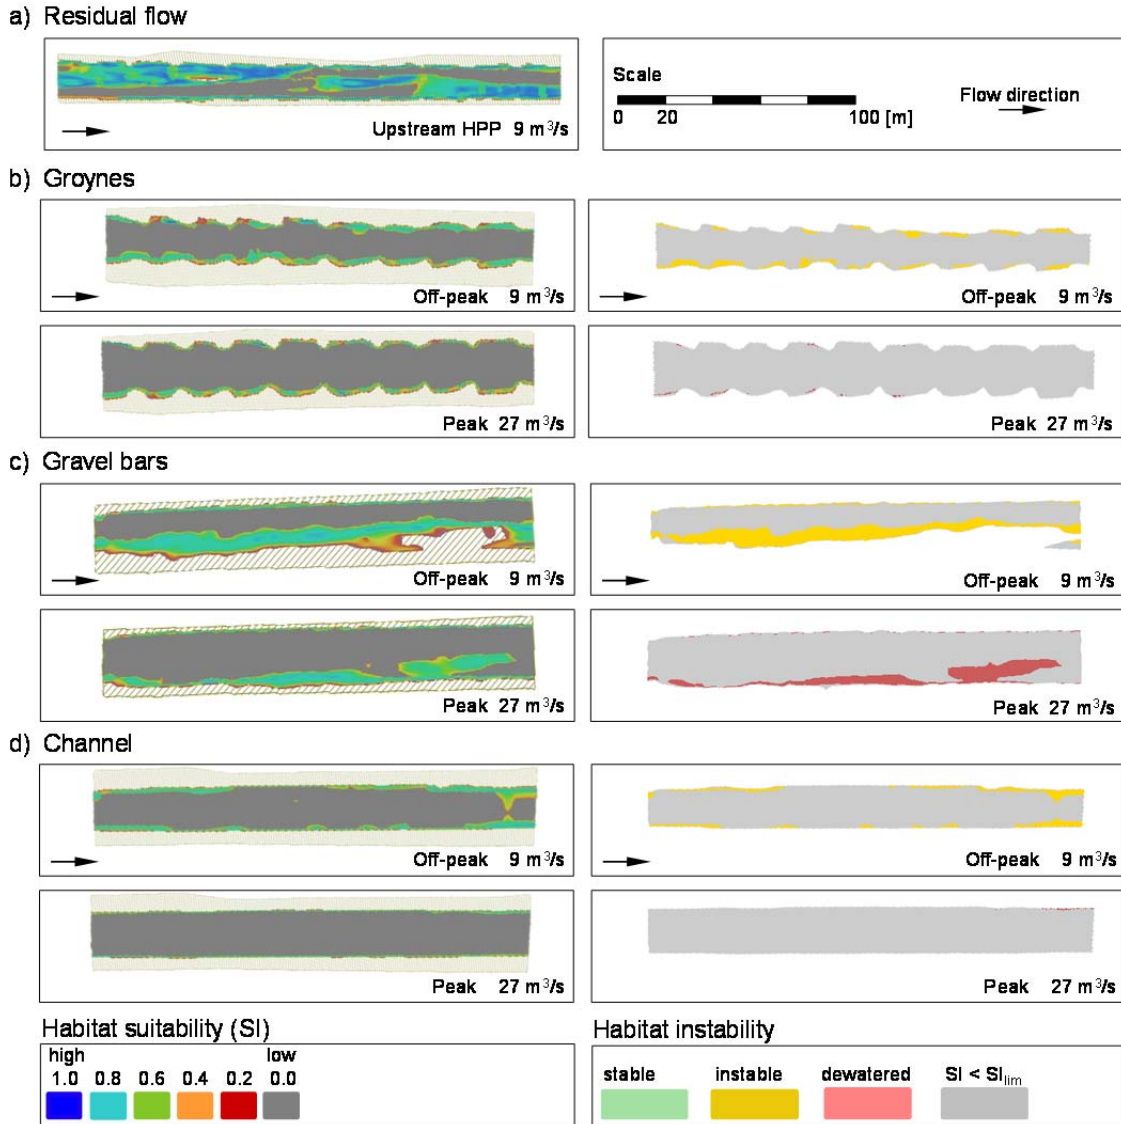 a) Residual flow
Upstream HPP 9 m³/s
Scale
0 20 100 [m]
Flow direction
b) Groynes
Off-peak 9 m³/s
Off-peak 9 m³/s
Peak 27 m³/s
Peak 27 m³/s
c) Gravel bars
Off-peak 9 m³/s
Off-peak 9 m³/s
Peak 27 m³/s
Peak 27 m³/s
d) Channel
Off-peak 9 m³/s
Off-peak 9 m³/s
Peak 27 m³/s
Peak 27 m³/s
Habitat suitability (SI)
high low
1.0 0.8 0.6 0.4 0.2 0.0
Habitat instability
stable instable dewatered SI < SIlim